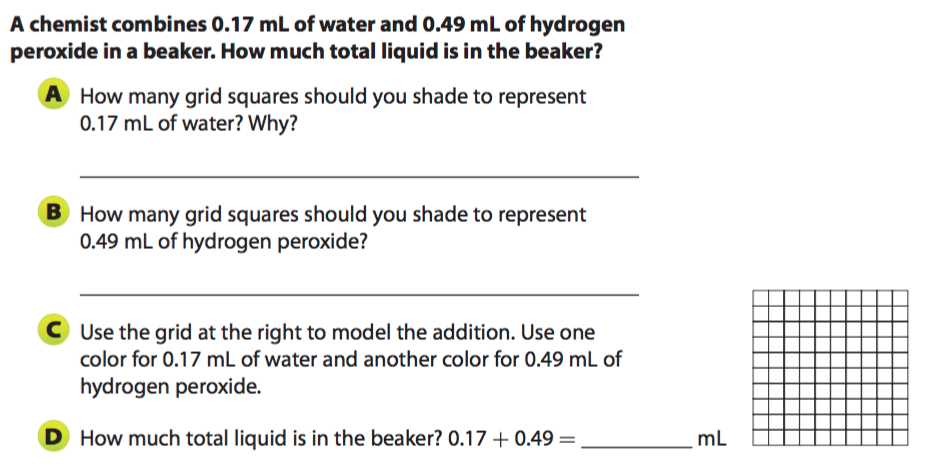 A chemist combines 0.17 mL of water and 0.49 mL of hydrogen
peroxide in a beaker. How much total liquid is in the beaker?
A How many grid squares should you shade to represent
0.17 mL of water? Why?
B How many grid squares should you shade to represent
0.49 mL of hydrogen peroxide?
C Use the grid at the right to model the addition. Use one
color for 0.17 mL of water and another color for 0.49 mL of
hydrogen peroxide.
D How much total liquid is in the beaker? 0.17 + 0.49 = __________ mL